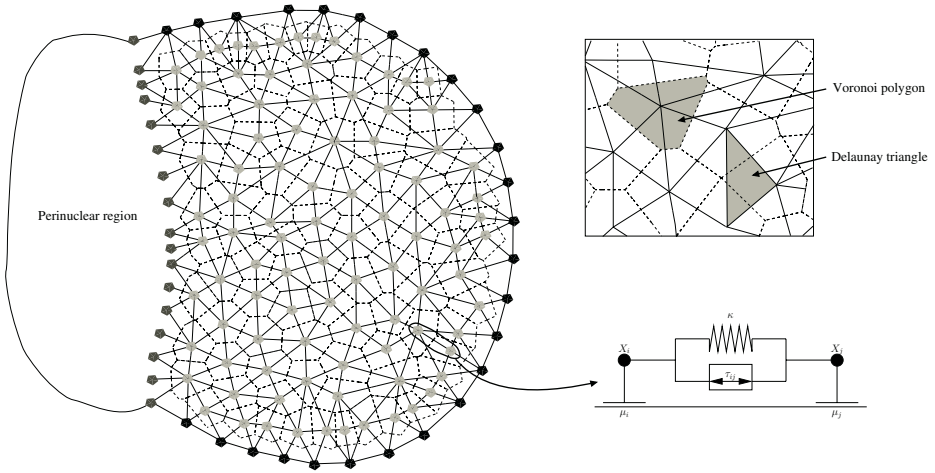 Perinuclear region
Voronoi polygon
Delaunay triangle
κ
X_i
X_j
τ_ij
μ_i
μ_j